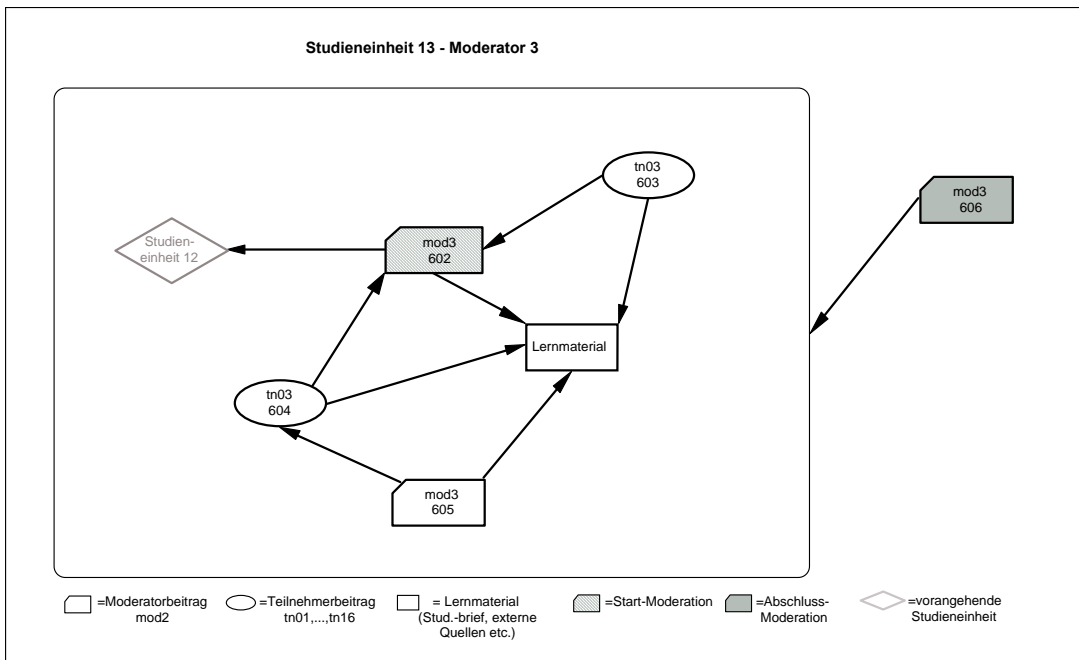 Studieneinheit 13 - Moderator 3
tn03
603
mod3
606
Studien-
einheit 12
mod3
602
Lernmaterial
tn03
604
mod3
605
=Moderatorbeitrag
mod2
=Teilnehmerbeitrag
tn01,...,tn16
= Lernmaterial
(Stud.-brief, externe
Quellen etc.)
=Start-Moderation
=Abschluss-
Moderation
=vorangehende
Studieneinheit